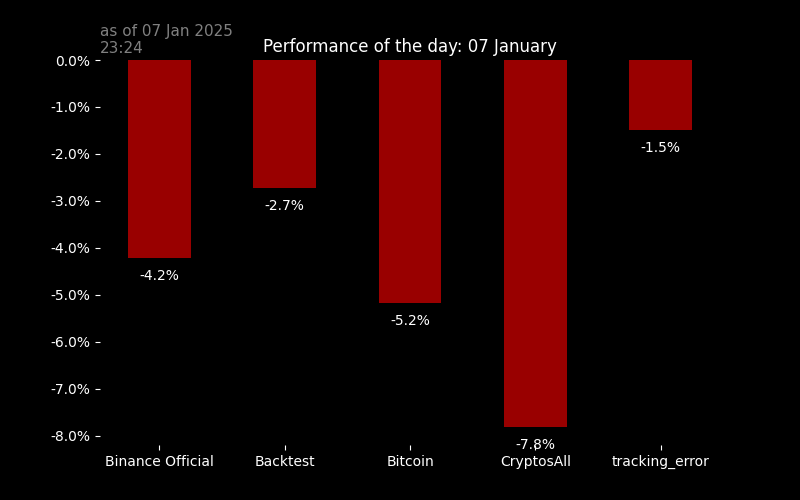 as of 07 Jan 2025
23:24
Performance of the day: 07 January
0.0%
-1.0%
-2.0%
-3.0%
-4.0%
-5.0%
-6.0%
-7.0%
-8.0%
-4.2%
-2.7%
-5.2%
-7.8%
-1.5%
Binance Official
Backtest
Bitcoin
CryptosAll
tracking_error